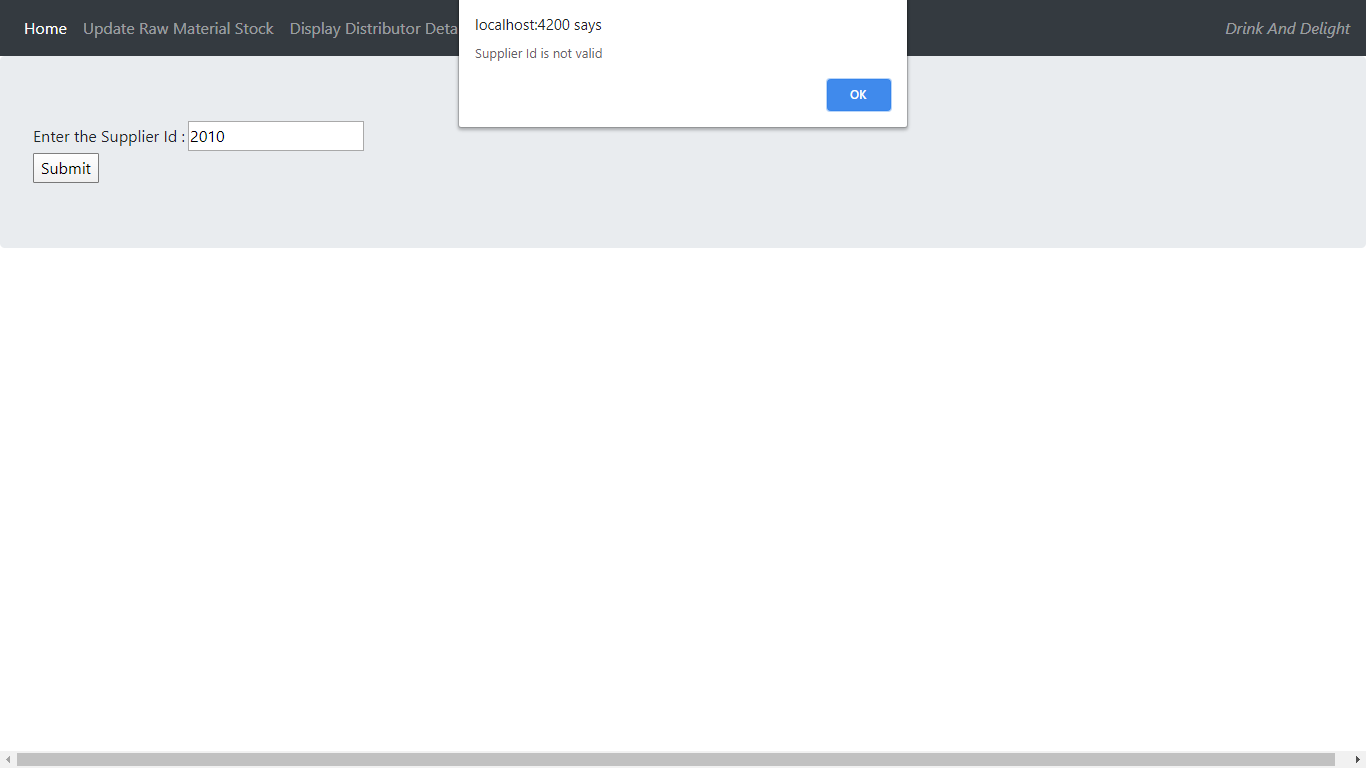 Home Update Raw Material Stock Display Distributor Deta Drink And Delight
localhost:4200 says
Supplier Id is not valid
OK
Enter the Supplier Id : 2010
Submit